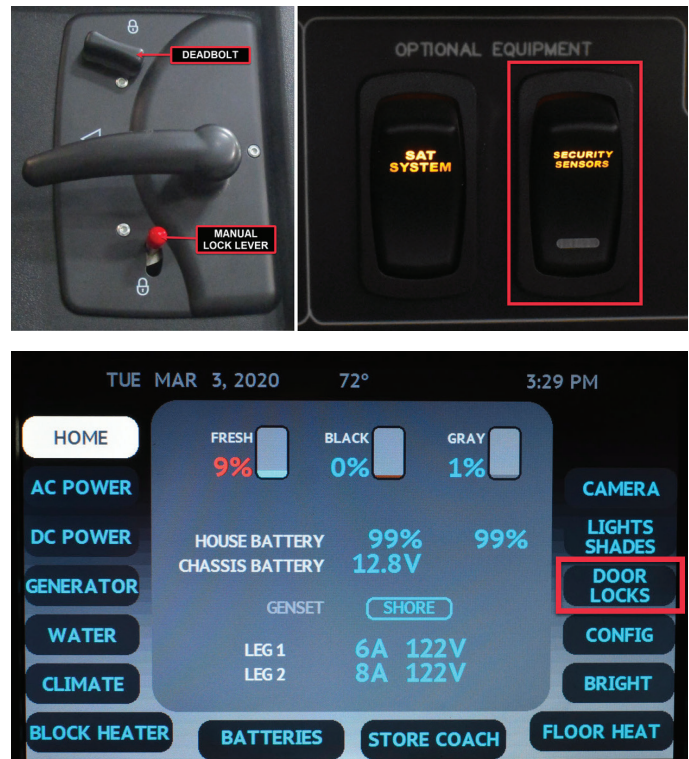 DEADBOLT
MANUAL
LOCK LEVER
OPTIONAL EQUIPMENT
SAT
SYSTEM
SECURITY
SENSORS
TUE MAR 3, 2020 72° 3:29 PM
HOME
FRESH
9%
BLACK
0%
GRAY
1%
AC POWER
CAMERA
DC POWER
HOUSE BATTERY 99% 99%
CHASSIS BATTERY 12.8V
LIGHTS
SHADES
GENERATOR
GENSET SHORE
DOOR
LOCKS
WATER
LEG 1 6A 122V
LEG 2 8A 122V
CONFIG
CLIMATE
BRIGHT
BLOCK HEATER
BATTERIES
STORE COACH
FLOOR HEAT